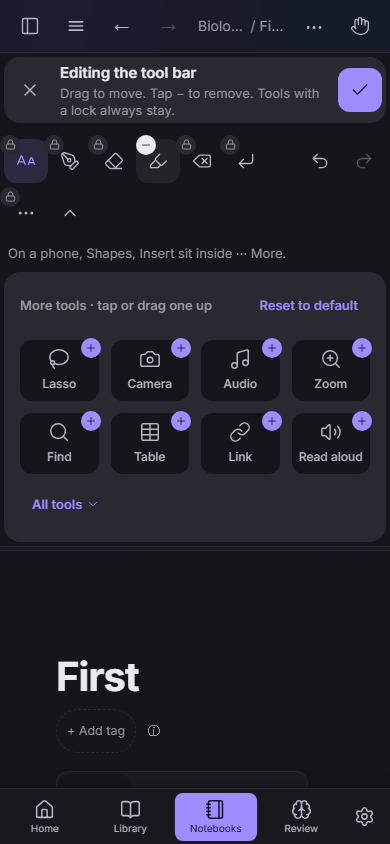 Biolo... / Fi...
Editing the tool bar
Drag to move. Tap − to remove. Tools with
a lock always stay.
AA
On a phone, Shapes, Insert sit inside ··· More.
More tools · tap or drag one up
Reset to default
Lasso
Camera
Audio
Zoom
Find
Table
Link
Read aloud
All tools
First
+ Add tag
Home
Library
Notebooks
Review